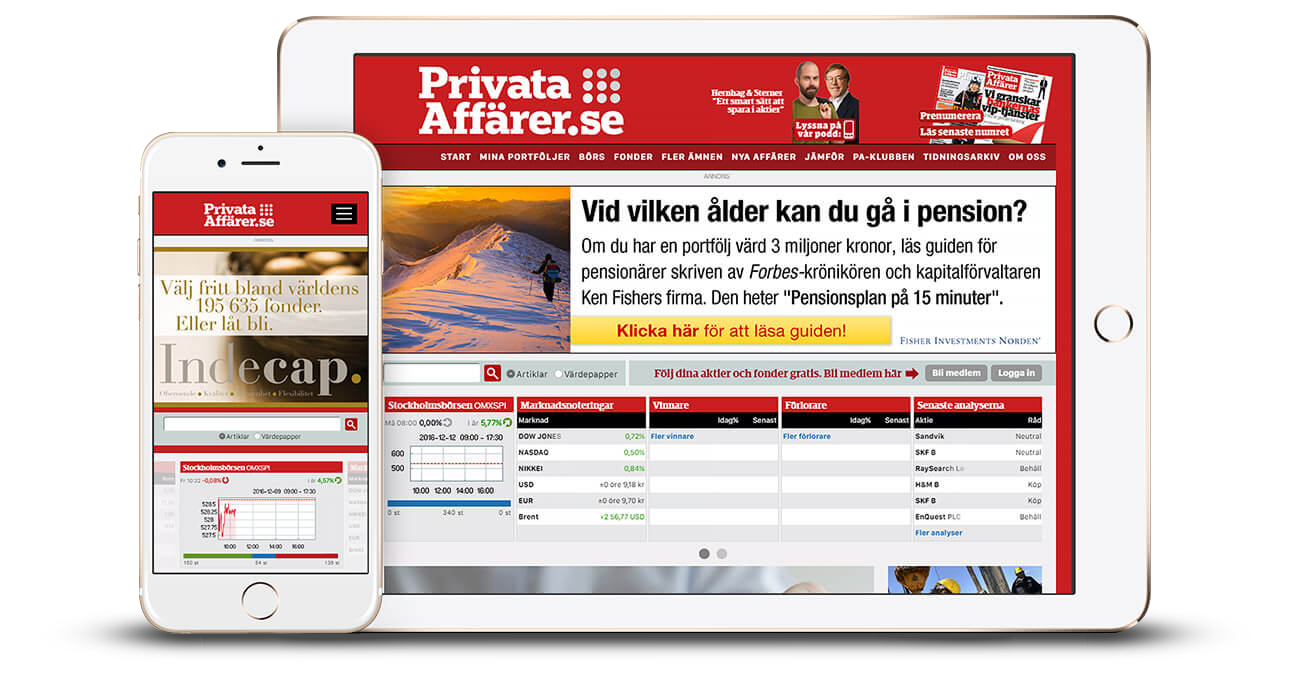 Privata
Affärer.se
Hernhag & Sterner
"Ett smart sätt att
spara i aktier"
Lyssna på
vår podd!
Privata
Affärer
Vi granskar
bankernas
vip-tjänster
Prenumerera
Läs senaste numret
START MINA PORTFÖLJER BÖRS FONDER FLER ÄMNEN NYA AFFÄRER JÄMFÖR PA-KLUBBEN TIDNINGSARKIV OM OSS
ANNONS
Vid vilken ålder kan du gå i pension?
Om du har en portfölj värd 3 miljoner kronor, läs guiden för
pensionärer skriven av Forbes-krönikören och kapitalförvaltaren
Ken Fishers firma. Den heter "Pensionsplan på 15 minuter".
Klicka här för att läsa guiden!
FISHER INVESTMENTS NORDEN®
Artiklar Värdepapper
Följ dina aktier och fonder gratis. Bli medlem här
Bli medlem
Logga in
Stockholmsbörsen OMXSPI
Må 08:00 0,00% I år 5,77%
2016-12-12 09:00 - 17:30
600
500
10:00 12:00 14:00 16:00
0 st 340 st 0 st
Marknadsnoteringar
Marknad
DOW JONES 0,72%
NASDAQ 0,50%
NIKKEI 0,84%
USD ±0 öre 9,18 kr
EUR ±0 öre 9,70 kr
Brent +2 56,77 USD
Vinnare
Idag% Senast
Fler vinnare
Förlorare
Idag% Senast
Fler förlorare
Senaste analyserna
Aktie Råd
Sandvik Neutral
SKF B Neutral
RaySearch La Behåll
H&M B Köp
SKF B Köp
EnQuest PLC Behåll
Fler analyser
Privata
Affärer.se
ANNONS
Välj fritt bland världens
195 635 fonder.
Eller låt bli.
Indecap.
Oberoende • Kvalitet • • Flexibilitet
Artiklar Värdepapper
Stockholmsbörsen OMXSPI
Fr 10:22 -0,08% I år 4,57%
2016-12-09 09:00 - 17:30
528.5
528.25
528
527.75
527.5
10:00 12:00 14:00 16:00
150 st 54 st 138 st